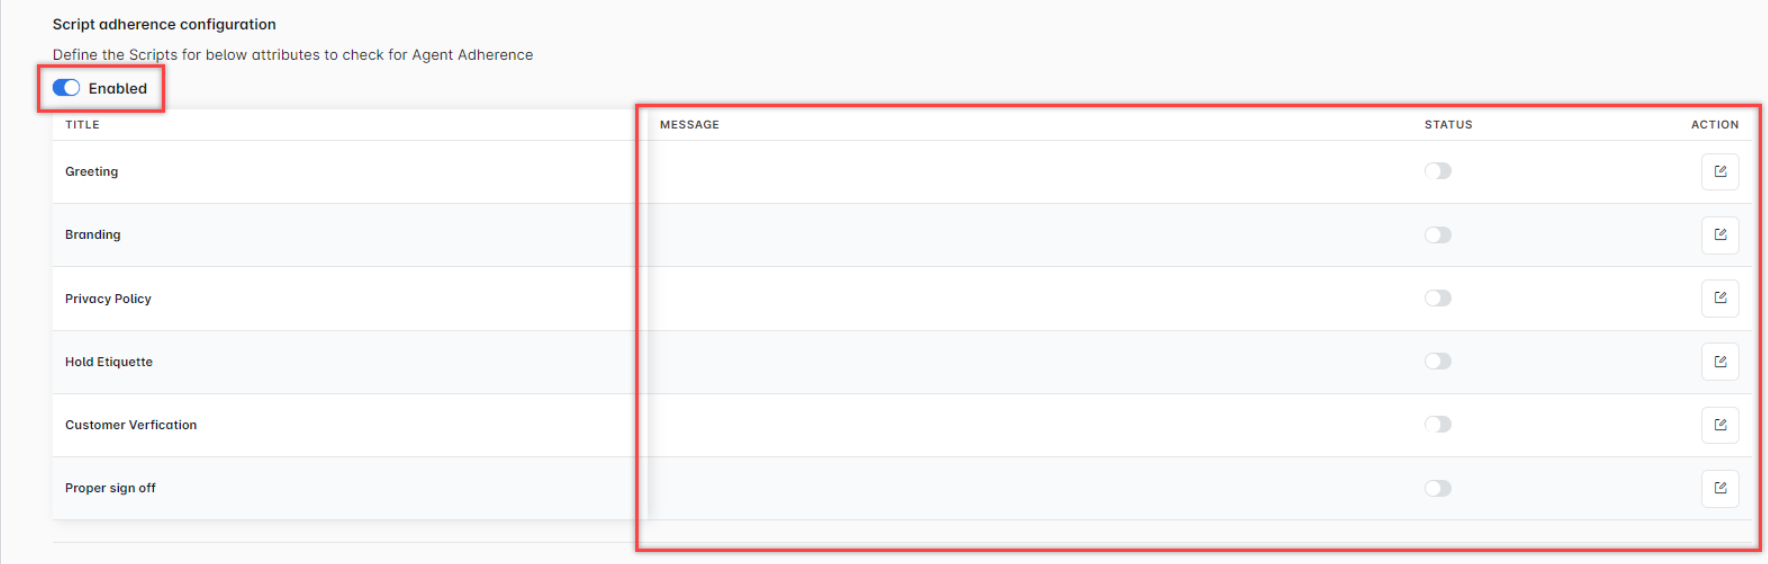 Script adherence configuration
Define the Scripts for below attributes to check for Agent Adherence
Enabled
TITLE MESSAGE STATUS ACTION
Greeting
Branding
Privacy Policy
Hold Etiquette
Customer Verfication
Proper sign off